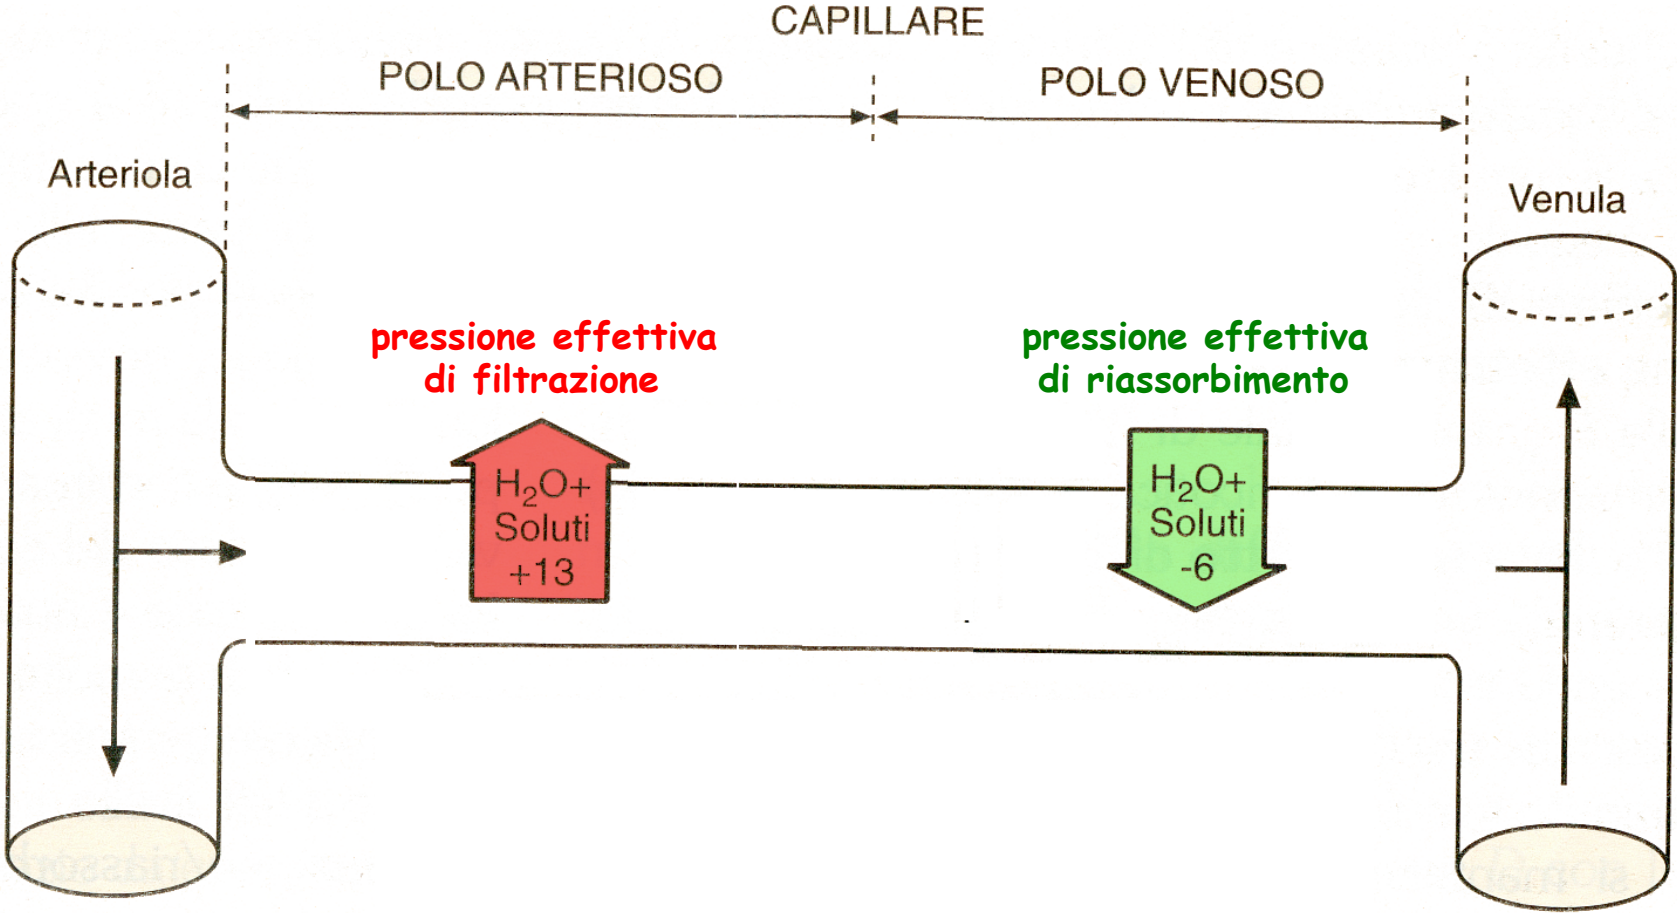 CAPILLARE
POLO ARTERIOSO
POLO VENOSO
Arteriola
Venula
pressione effettiva
di filtrazione
pressione effettiva
di riassorbimento
H₂O+
Soluti
+13
H₂O+
Soluti
-6